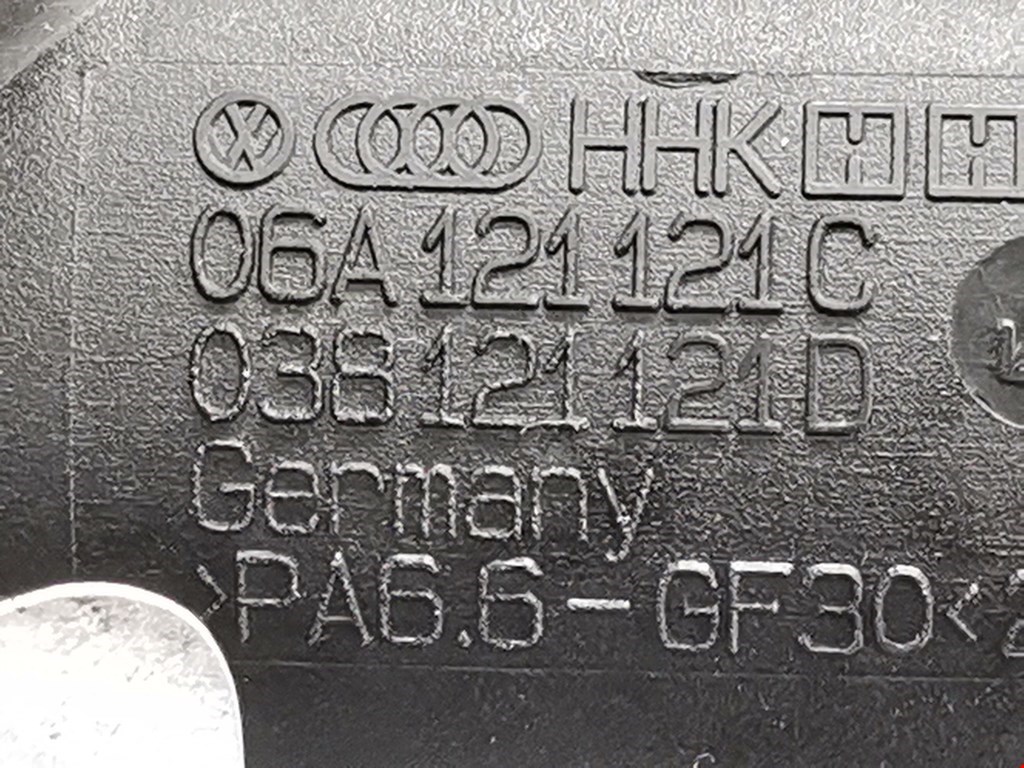 HHK
06A 121 121 C
038 121 121 D
Germany
>PA6.6-GF30<